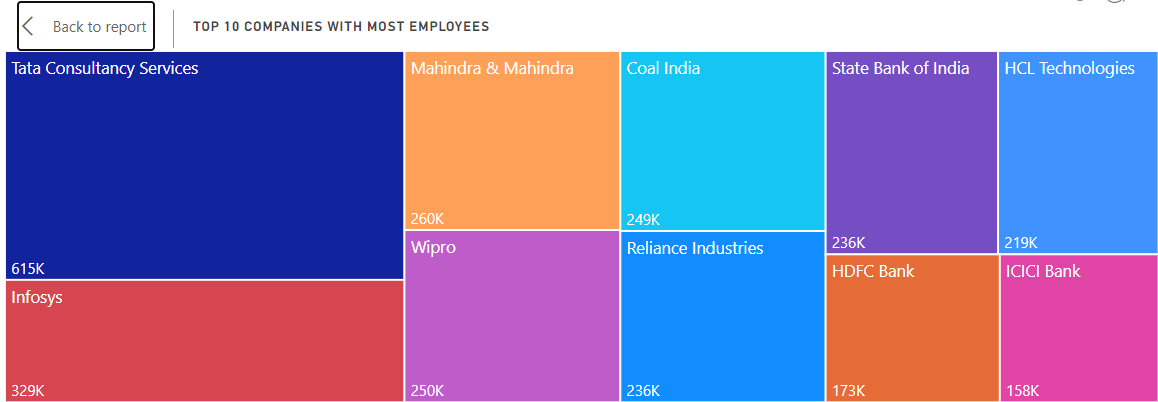 Back to report
TOP 10 COMPANIES WITH MOST EMPLOYEES
Tata Consultancy Services
615K
Infosys
329K
Mahindra & Mahindra
260K
Wipro
250K
Coal India
249K
Reliance Industries
236K
State Bank of India
236K
HCL Technologies
219K
HDFC Bank
173K
ICICI Bank
158K